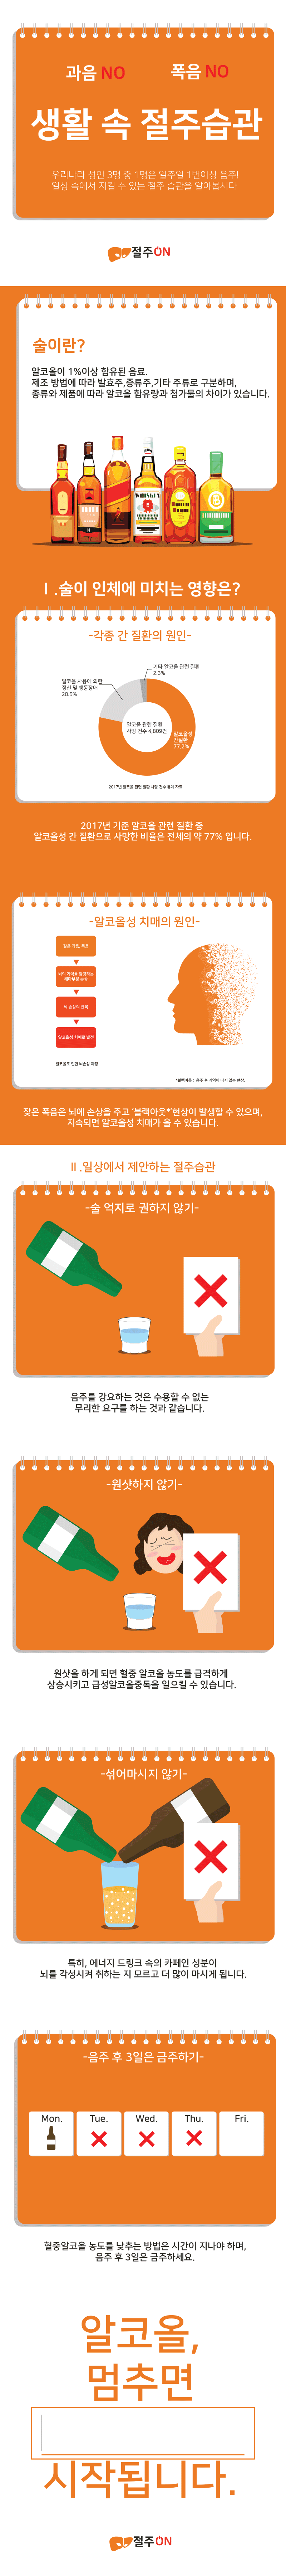 과음 NO 폭음 NO
생활 속 절주습관
우리나라 성인 3명 중 1명은 일주일 1번이상 음주!
일상 속에서 지킬 수 있는 절주 습관을 알아봅시다
절주ON
술이란?
알코올이 1%이상 함유된 음료.
제조 방법에 따라 발효주,증류주,기타 주류로 구분하며,
종류와 제품에 따라 알코올 함유량과 첨가물의 차이가 있습니다.
WHISKEY
B
Ⅰ.술이 인체에 미치는 영향은?
-각종 간 질환의 원인-
기타 알코올 관련 질환
2.3%
알코올 사용에 의한
정신 및 행동장애
20.5%
알코올 관련 질환
사망 건수 4,809건
알코올성
간질환
77.2%
2017년 알코올 관련 질환 사망 건수 통계 자료
2017년 기준 알코올 관련 질환 중
알코올성 간 질환으로 사망한 비율은 전체의 약 77% 입니다.
-알코올성 치매의 원인-
잦은 과음, 폭음
뇌의 기억을 담당하는
해마부분 손상
뇌 손상의 반복
알코올성 치매로 발전
알코올로 인한 뇌손상 과정
*블랙아웃 : 음주 후 기억이 나지 않는 현상.
잦은 폭음은 뇌에 손상을 주고 '블랙아웃*'현상이 발생할 수 있으며,
지속되면 알코올성 치매가 올 수 있습니다.
Ⅱ.일상에서 제안하는 절주습관
-술 억지로 권하지 않기-
음주를 강요하는 것은 수용할 수 없는
무리한 요구를 하는 것과 같습니다.
-원샷하지 않기-
원샷을 하게 되면 혈중 알코올 농도를 급격하게
상승시키고 급성알코올중독을 일으킬 수 있습니다.
-섞어마시지 않기-
특히, 에너지 드링크 속의 카페인 성분이
뇌를 각성시켜 취하는 지 모르고 더 많이 마시게 됩니다.
-음주 후 3일은 금주하기-
Mon. Tue. Wed. Thu. Fri.
혈중알코올 농도를 낮추는 방법은 시간이 지나야 하며,
음주 후 3일은 금주하세요.
알코올,
멈추면
시작됩니다.
절주ON